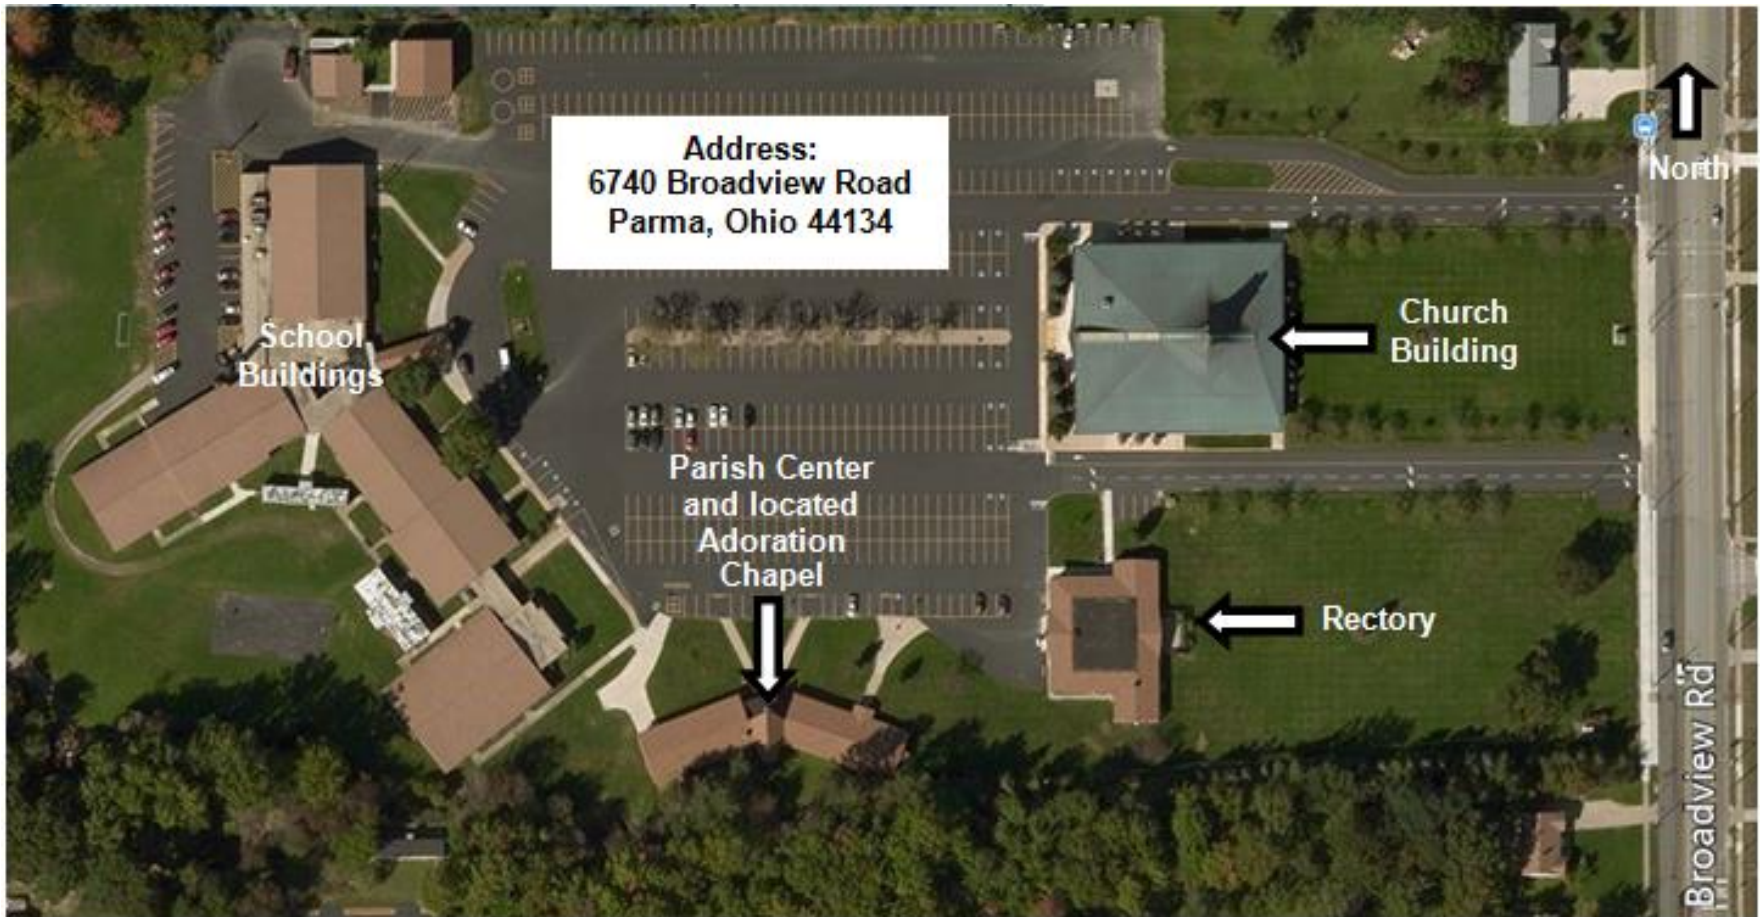 Address:
6740 Broadview Road
Parma, Ohio 44134
North
School
Buildings
Church
Building
Parish Center
and located
Adoration
Chapel
Rectory
Broadview Rd